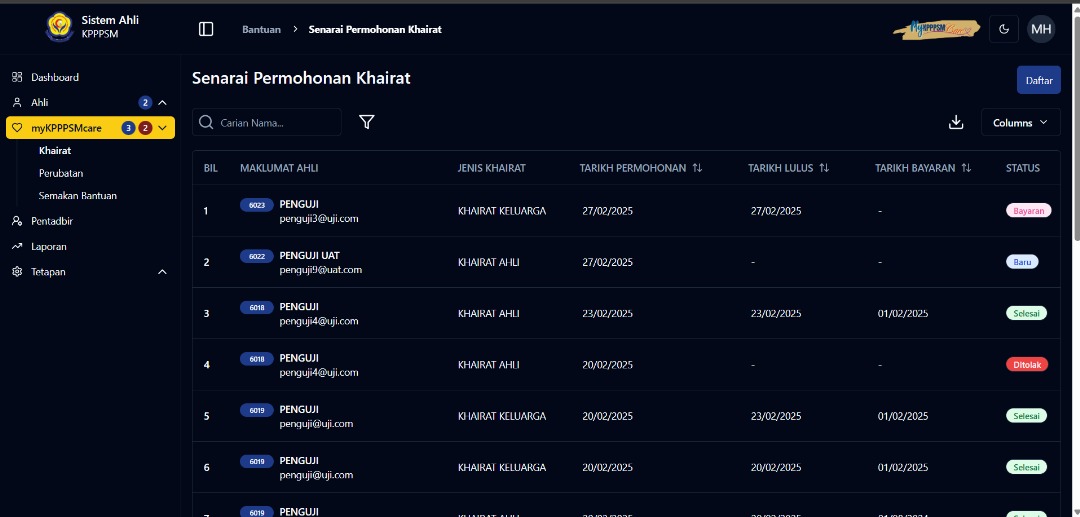 Sistem Ahli
KPPPSM
Bantuan > Senarai Permohonan Khairat
MyKPPPSMCare
MH
Dashboard
Ahli 2
myKPPPSMcare 3 2
Khairat
Perubatan
Semakan Bantuan
Pentadbir
Laporan
Tetapan
Senarai Permohonan Khairat
Daftar
Carian Nama...
Columns
BIL MAKLUMAT AHLI JENIS KHAIRAT TARIKH PERMOHONAN TARIKH LULUS TARIKH BAYARAN STATUS
1 6023 PENGUJI KHAIRAT KELUARGA 27/02/2025 27/02/2025 - Bayaran
penguji3@uji.com
2 6022 PENGUJI UAT KHAIRAT AHLI 27/02/2025 - - Baru
penguji9@uat.com
3 6018 PENGUJI KHAIRAT AHLI 23/02/2025 23/02/2025 01/02/2025 Selesai
penguji4@uji.com
4 6018 PENGUJI KHAIRAT AHLI 20/02/2025 - - Ditolak
penguji4@uji.com
5 6019 PENGUJI KHAIRAT KELUARGA 20/02/2025 23/02/2025 01/02/2025 Selesai
penguji@uji.com
6 6019 PENGUJI KHAIRAT KELUARGA 20/02/2025 20/02/2025 01/02/2025 Selesai
penguji@uji.com
6019 PENGUJI